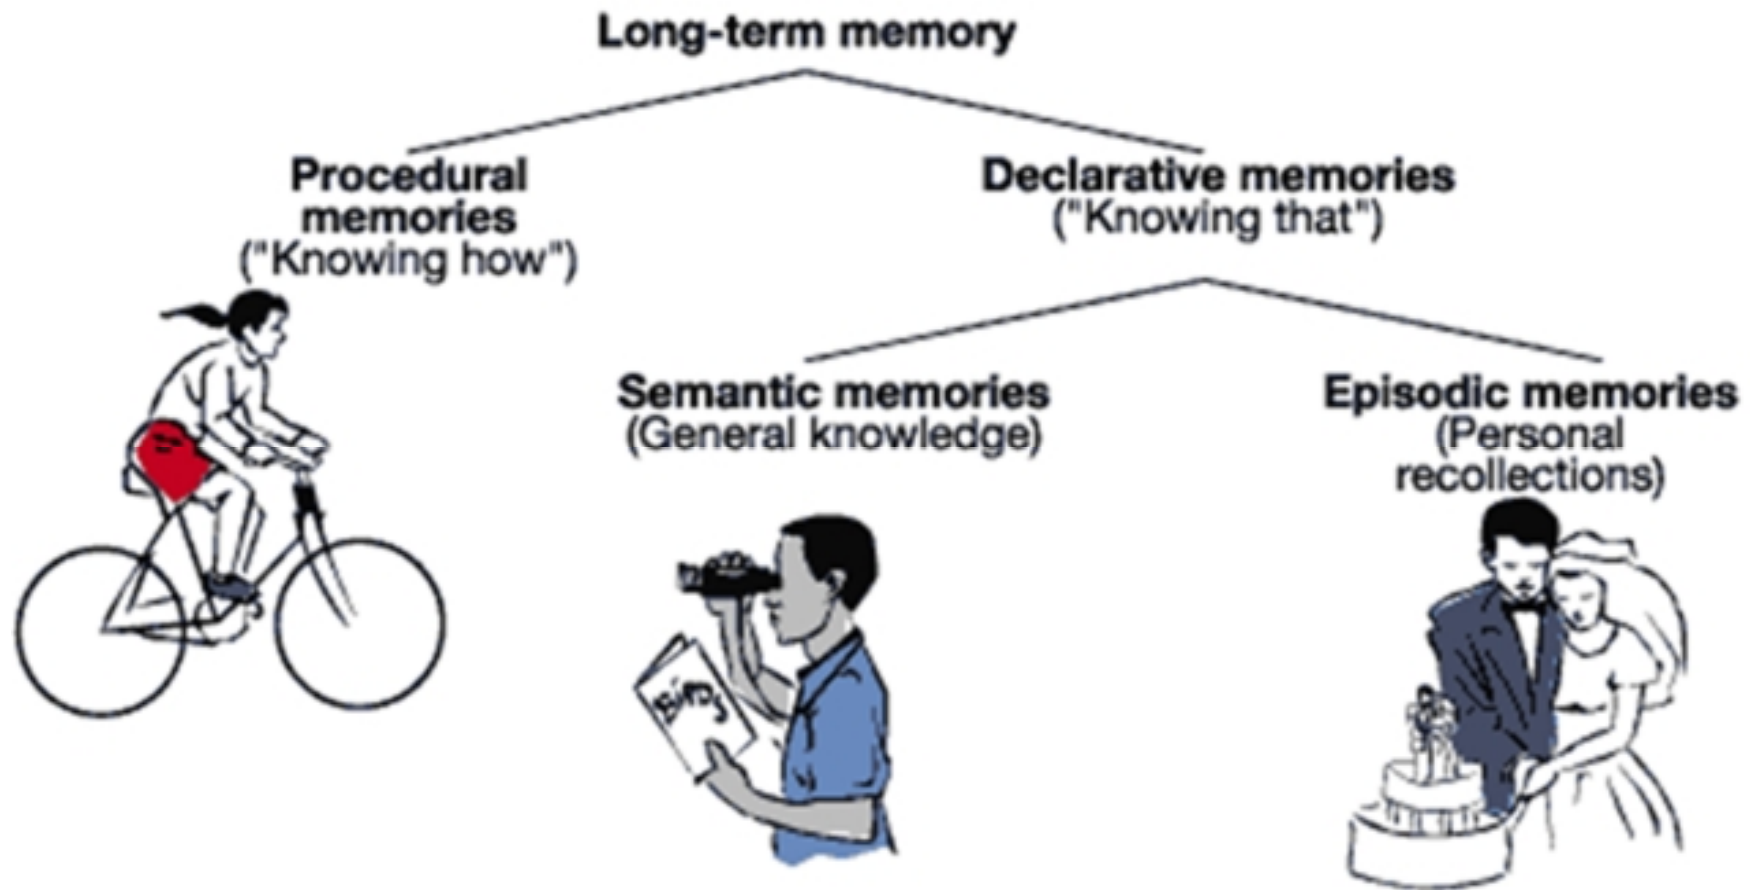 Long-term memory
Procedural
memories
("Knowing how")
Declarative memories
("Knowing that")
Semantic memories
(General knowledge)
Episodic memories
(Personal
recollections)
Birds